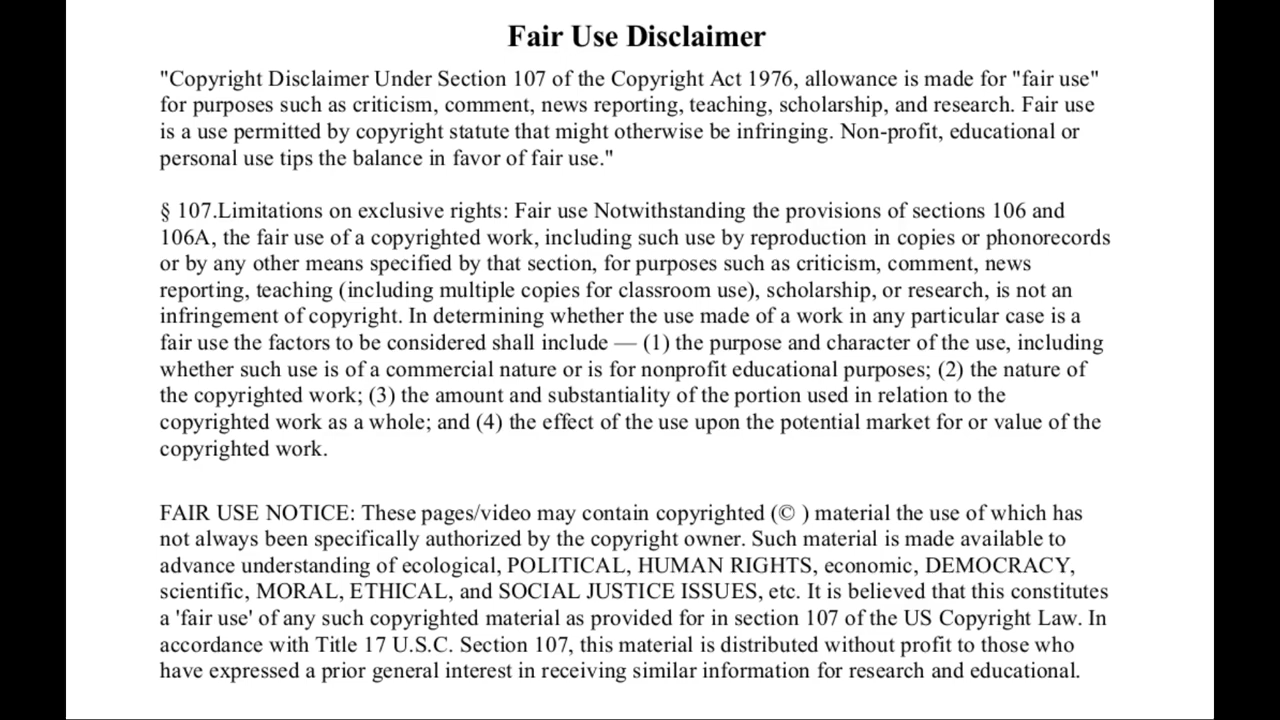 Fair Use Disclaimer
"Copyright Disclaimer Under Section 107 of the Copyright Act 1976, allowance is made for "fair use"
for purposes such as criticism, comment, news reporting, teaching, scholarship, and research. Fair use
is a use permitted by copyright statute that might otherwise be infringing. Non-profit, educational or
personal use tips the balance in favor of fair use."
§ 107.Limitations on exclusive rights: Fair use Notwithstanding the provisions of sections 106 and
106A, the fair use of a copyrighted work, including such use by reproduction in copies or phonorecords
or by any other means specified by that section, for purposes such as criticism, comment, news
reporting, teaching (including multiple copies for classroom use), scholarship, or research, is not an
infringement of copyright. In determining whether the use made of a work in any particular case is a
fair use the factors to be considered shall include — (1) the purpose and character of the use, including
whether such use is of a commercial nature or is for nonprofit educational purposes; (2) the nature of
the copyrighted work; (3) the amount and substantiality of the portion used in relation to the
copyrighted work as a whole; and (4) the effect of the use upon the potential market for or value of the
copyrighted work.
FAIR USE NOTICE: These pages/video may contain copyrighted (© ) material the use of which has
not always been specifically authorized by the copyright owner. Such material is made available to
advance understanding of ecological, POLITICAL, HUMAN RIGHTS, economic, DEMOCRACY,
scientific, MORAL, ETHICAL, and SOCIAL JUSTICE ISSUES, etc. It is believed that this constitutes
a 'fair use' of any such copyrighted material as provided for in section 107 of the US Copyright Law. In
accordance with Title 17 U.S.C. Section 107, this material is distributed without profit to those who
have expressed a prior general interest in receiving similar information for research and educational.